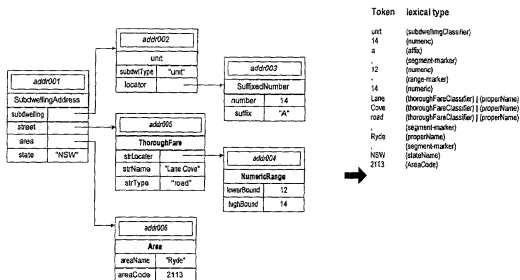 addr001
SubdwellingAddress
subdwelling
street
area
state "NSW"
addr002
unit
subdwlType "unit"
locator
addr003
SuffixedNumber
number 14
suffix "A"
addr005
ThoroughFare
strLocater
strName "Lane Cove"
strType "road"
addr004
NumericRange
lowerBound 12
highBound 14
addr006
Area
areaName "Ryde"
areaCode 2113
Token lexical type
unit (subdwellimgClassifier)
14 (numeric)
a (affix)
, (segment-marker)
12 (numeric)
- (range-marker)
14 (numeric)
Lane (thoroughFareClassifier) | (properName)
Cove (thoroughFareClassifier) | (properName)
road (thoroughFareClassifier) | (properName)
, (segment-marker)
Ryde (properName)
, (segment-marker)
NSW (stateName)
2113 (AreaCode)